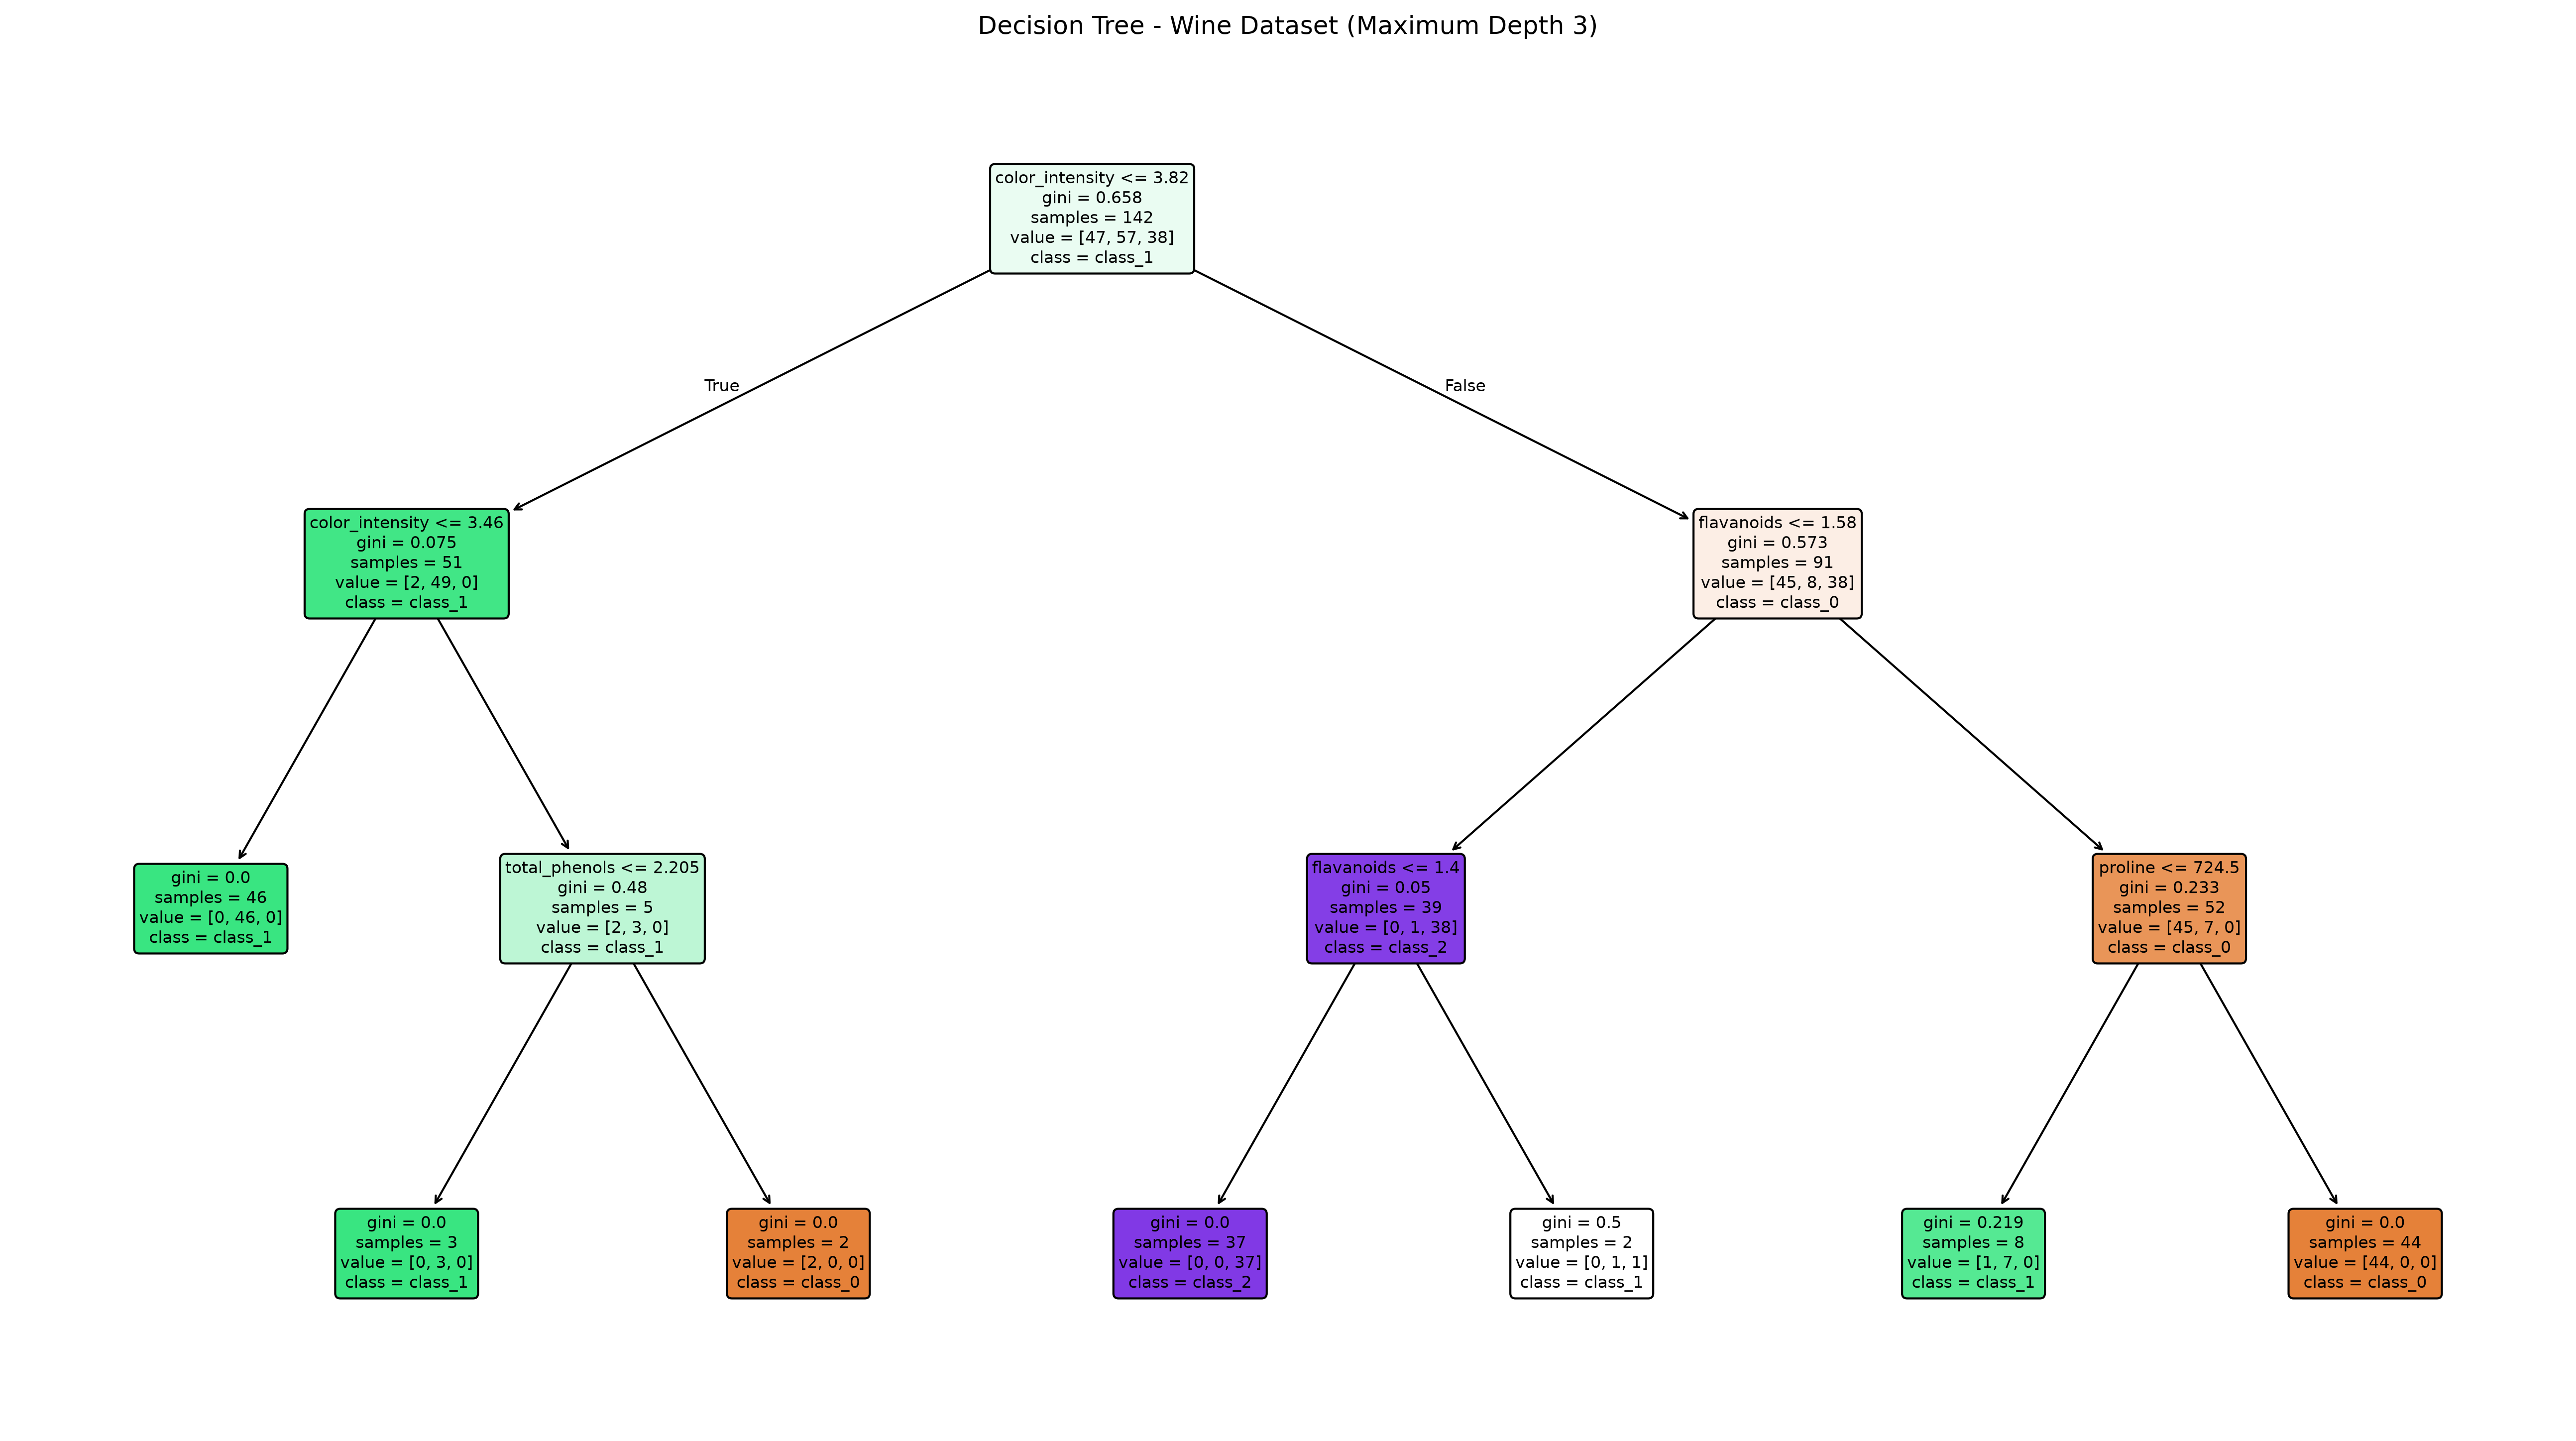 Decision Tree - Wine Dataset (Maximum Depth 3)
color_intensity <= 3.82
gini = 0.658
samples = 142
value = [47, 57, 38]
class = class_1
True
False
color_intensity <= 3.46
gini = 0.075
samples = 51
value = [2, 49, 0]
class = class_1
flavanoids <= 1.58
gini = 0.573
samples = 91
value = [45, 8, 38]
class = class_0
gini = 0.0
samples = 46
value = [0, 46, 0]
class = class_1
total_phenols <= 2.205
gini = 0.48
samples = 5
value = [2, 3, 0]
class = class_1
flavanoids <= 1.4
gini = 0.05
samples = 39
value = [0, 1, 38]
class = class_2
proline <= 724.5
gini = 0.233
samples = 52
value = [45, 7, 0]
class = class_0
gini = 0.0
samples = 3
value = [0, 3, 0]
class = class_1
gini = 0.0
samples = 2
value = [2, 0, 0]
class = class_0
gini = 0.0
samples = 37
value = [0, 0, 37]
class = class_2
gini = 0.5
samples = 2
value = [0, 1, 1]
class = class_1
gini = 0.219
samples = 8
value = [1, 7, 0]
class = class_1
gini = 0.0
samples = 44
value = [44, 0, 0]
class = class_0